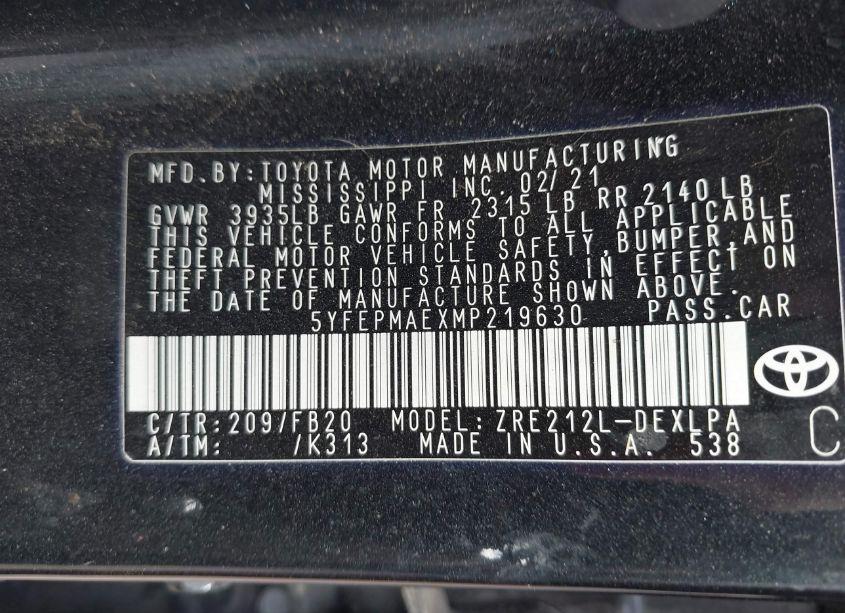 MFD.BY:TOYOTA MOTOR MANUFACTURING
MISSISSIPPI INC. 02/21
GVWR 3935LB GAWR FR 2315 LB RR 2140LB
THIS VEHICLE CONFORMS TO ALL APPLICABLE
FEDERAL MOTOR VEHICLE SAFETY,BUMPER,AND
THEFT PREVENTION STANDARDS IN EFFECT ON
THE DATE OF MANUFACTURE SHOWN ABOVE.
5YFEPMAEXMP219630 PASS.CAR
C/TR:209/FB20 MODEL:ZRE212L-DEXLPA
A/TM: /K313 MADE IN U.S.A. 538
C